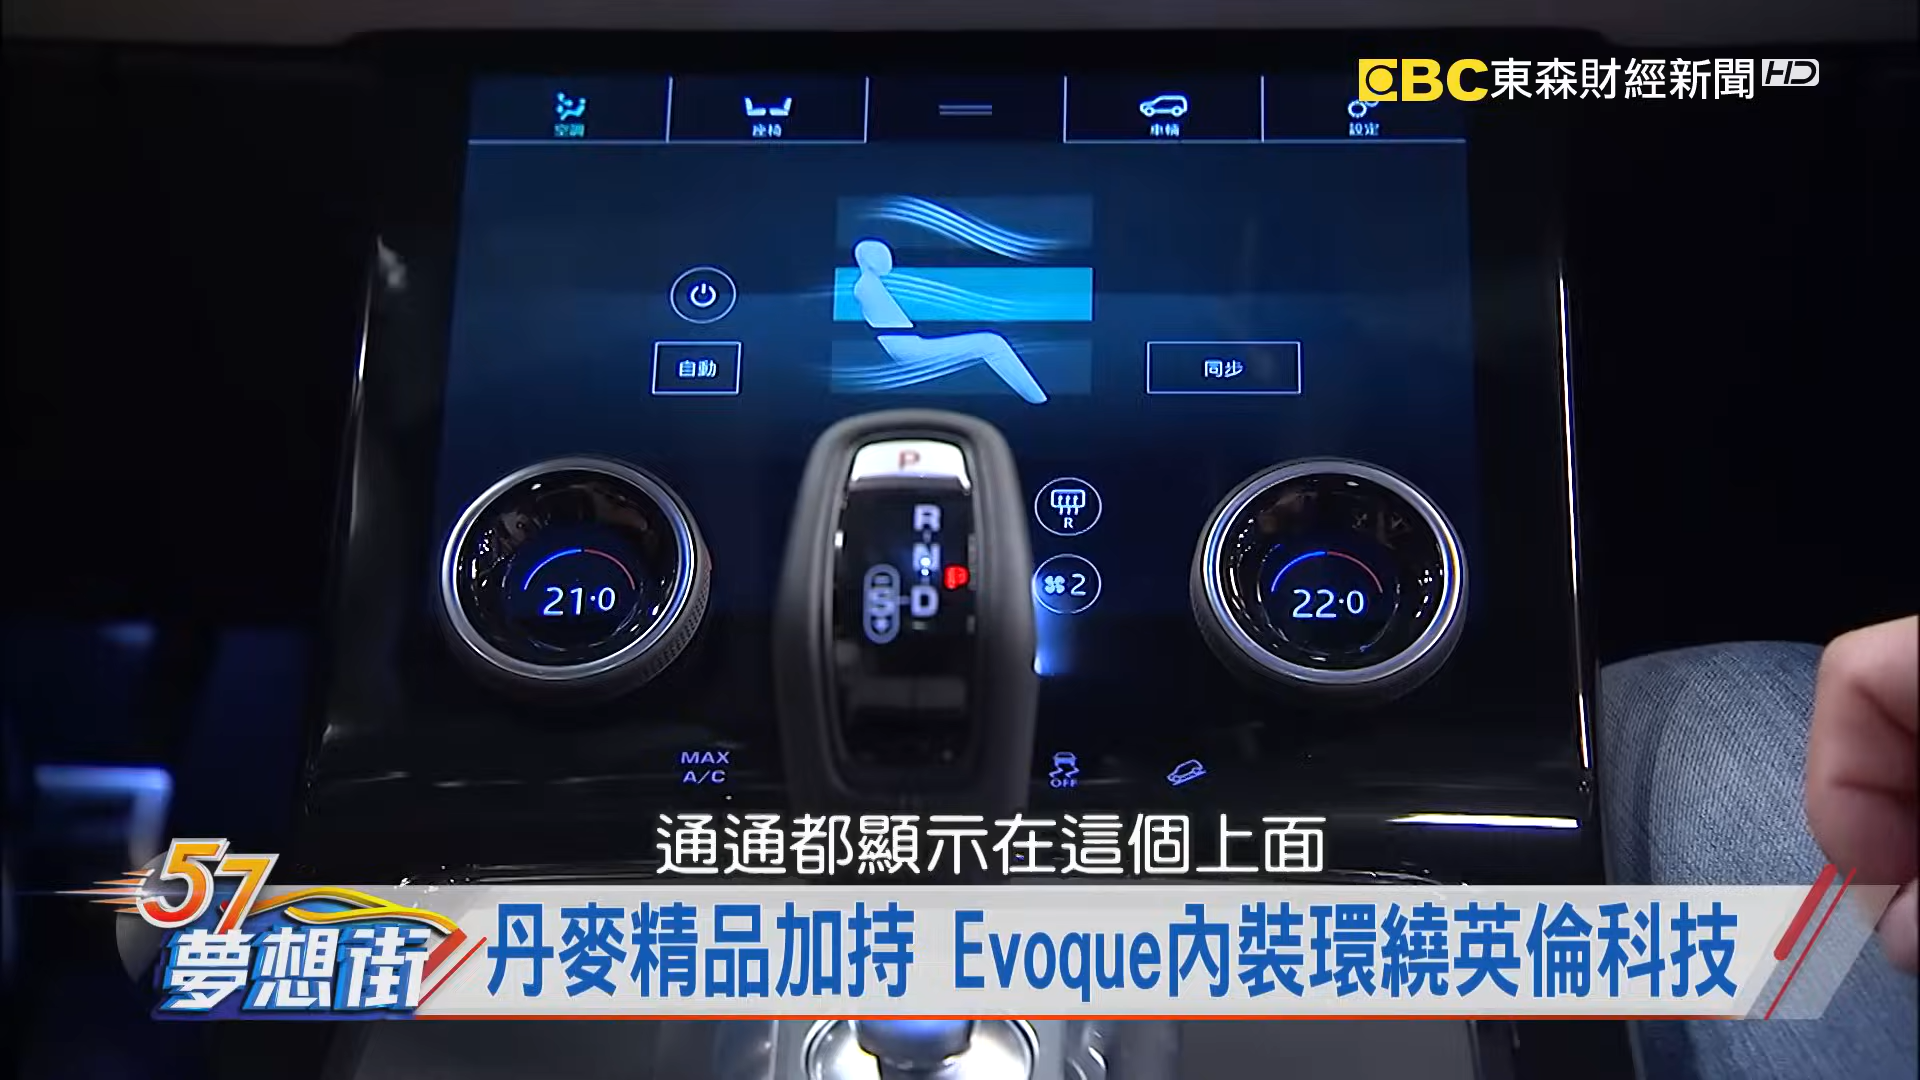 EBC東森財經新聞HD
空調
座椅
車輛
設定
自動
同步
P
R
N
P
S
D
R
2
21.0
22.0
MAX
A/C
OFF
通通都顯示在這個上面
57
夢想街
丹麥精品加持 Evoque內裝環繞英倫科技